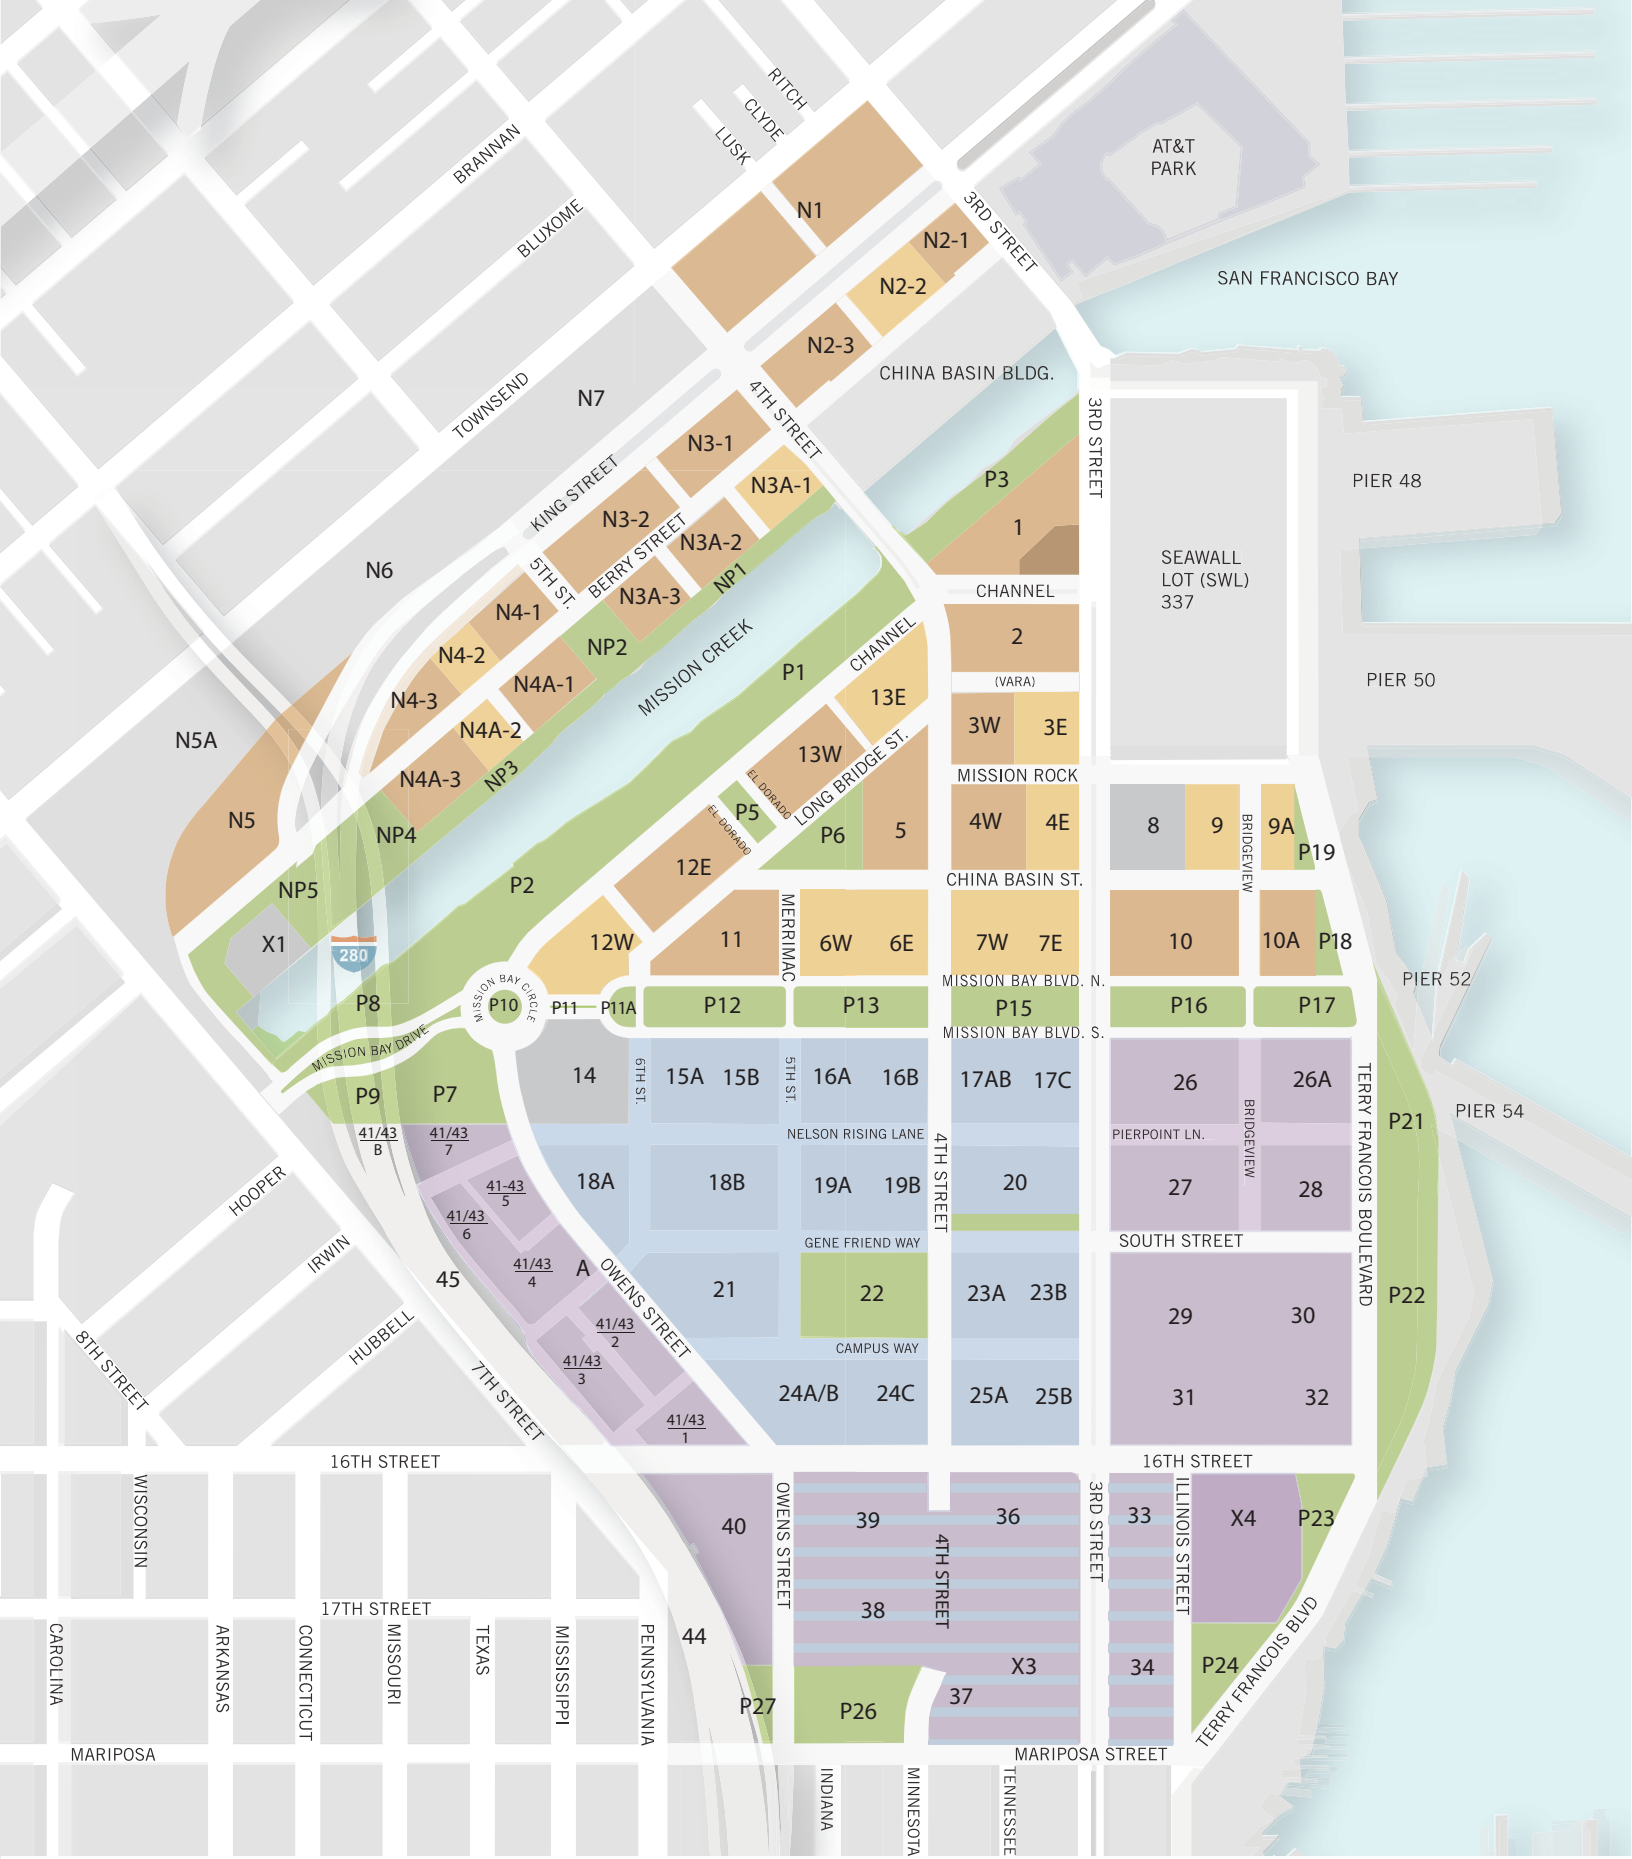 RITCH
CLYDE
LUSK
BRANNAN
BLUXOME
TOWNSEND
AT&T
PARK
3RD STREET
SAN FRANCISCO BAY
N1
N2-1
N2-2
N2-3
CHINA BASIN BLDG.
N7
4TH STREET
N3-1
KING STREET
N3A-1
N3-2
BERRY STREET
N3A-2
N6
5TH ST.
N3A-3
NP1
N4-1
NP2
N4-2
N4A-1
MISSION CREEK
N4-3
N4A-2
N5A
N4A-3
NP3
N5
NP4
NP5
X1
280
P3
3RD STREET
1
SEAWALL
LOT (SWL)
337
PIER 48
PIER 50
PIER 52
PIER 54
CHANNEL
2
(VARA)
P1
CHANNEL
13E
3W
3E
13W
LONG BRIDGE ST.
MISSION ROCK
EL DORADO
P5
EL DORADO
P6
5
4W
4E
8
9
BRIDGEVIEW
9A
P19
12E
CHINA BASIN ST.
P2
12W
11
MERRIMAC
6W
6E
7W
7E
10
10A
P18
MISSION BAY BLVD. N.
P8
MISSION BAY CIRCLE
P10
P11
P11A
P12
P13
P15
P16
P17
MISSION BAY BLVD. S.
MISSION BAY DRIVE
P9
P7
14
6TH ST.
15A
15B
5TH ST.
16A
16B
17AB
17C
26
26A
TERRY FRANCOIS BOULEVARD
P21
41/43
B
41/43
7
NELSON RISING LANE
4TH STREET
PIERPOINT LN.
BRIDGEVIEW
41-43
5
18A
18B
19A
19B
20
27
28
41/43
6
GENE FRIEND WAY
SOUTH STREET
HOOPER
IRWIN
HUBBELL
45
41/43
4
A
OWENS STREET
21
22
23A
23B
29
30
P22
41/43
2
CAMPUS WAY
41/43
3
24A/B
24C
25A
25B
31
32
41/43
1
8TH STREET
7TH STREET
16TH STREET
16TH STREET
WISCONSIN
40
OWENS STREET
39
36
3RD STREET
33
ILLINOIS STREET
X4
P23
4TH STREET
38
17TH STREET
CAROLINA
ARKANSAS
CONNECTICUT
MISSOURI
TEXAS
MISSISSIPPI
PENNSYLVANIA
44
X3
34
P24
TERRY FRANCOIS BLVD
P27
P26
37
MARIPOSA
MARIPOSA STREET
INDIANA
MINNESOTA
TENNESSEE